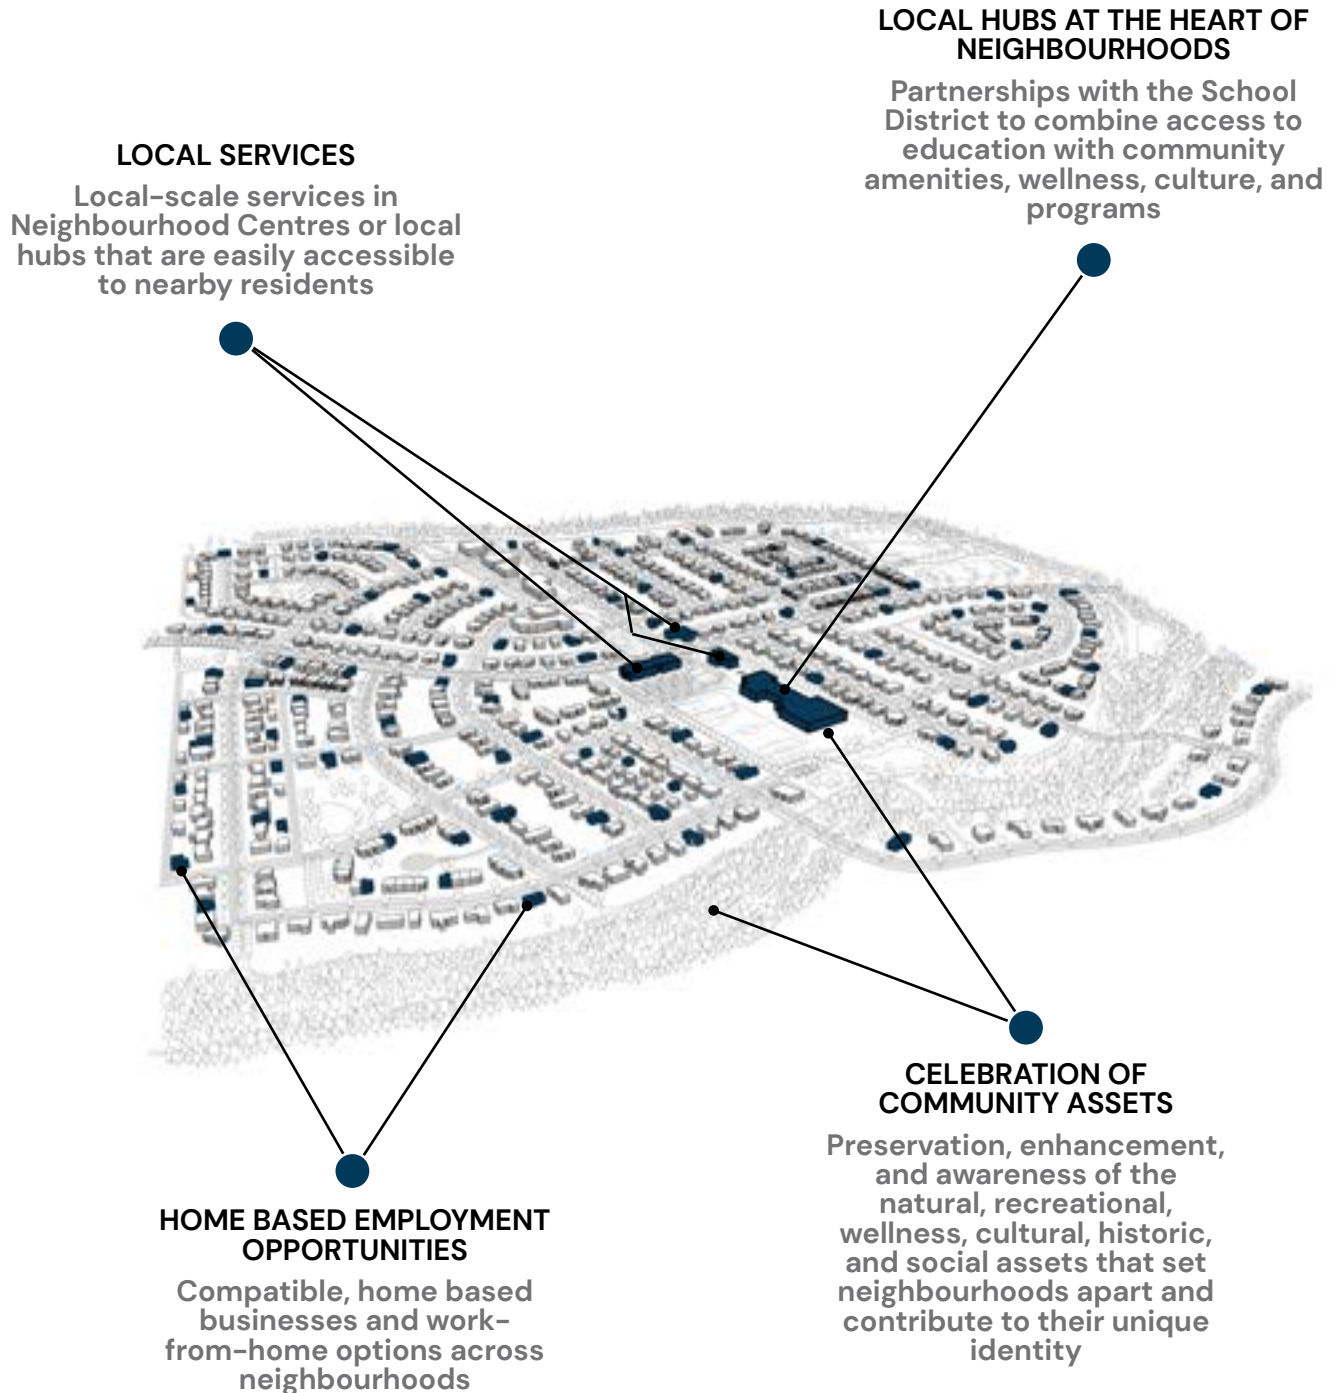 LOCAL HUBS AT THE HEART OF
NEIGHBOURHOODS
Partnerships with the School
District to combine access to
education with community
amenities, wellness, culture, and
programs
LOCAL SERVICES
Local-scale services in
Neighbourhood Centres or local
hubs that are easily accessible
to nearby residents
HOME BASED EMPLOYMENT
OPPORTUNITIES
Compatible, home based
businesses and work-
from-home options across
neighbourhoods
CELEBRATION OF
COMMUNITY ASSETS
Preservation, enhancement,
and awareness of the
natural, recreational,
wellness, cultural, historic,
and social assets that set
neighbourhoods apart and
contribute to their unique
identity